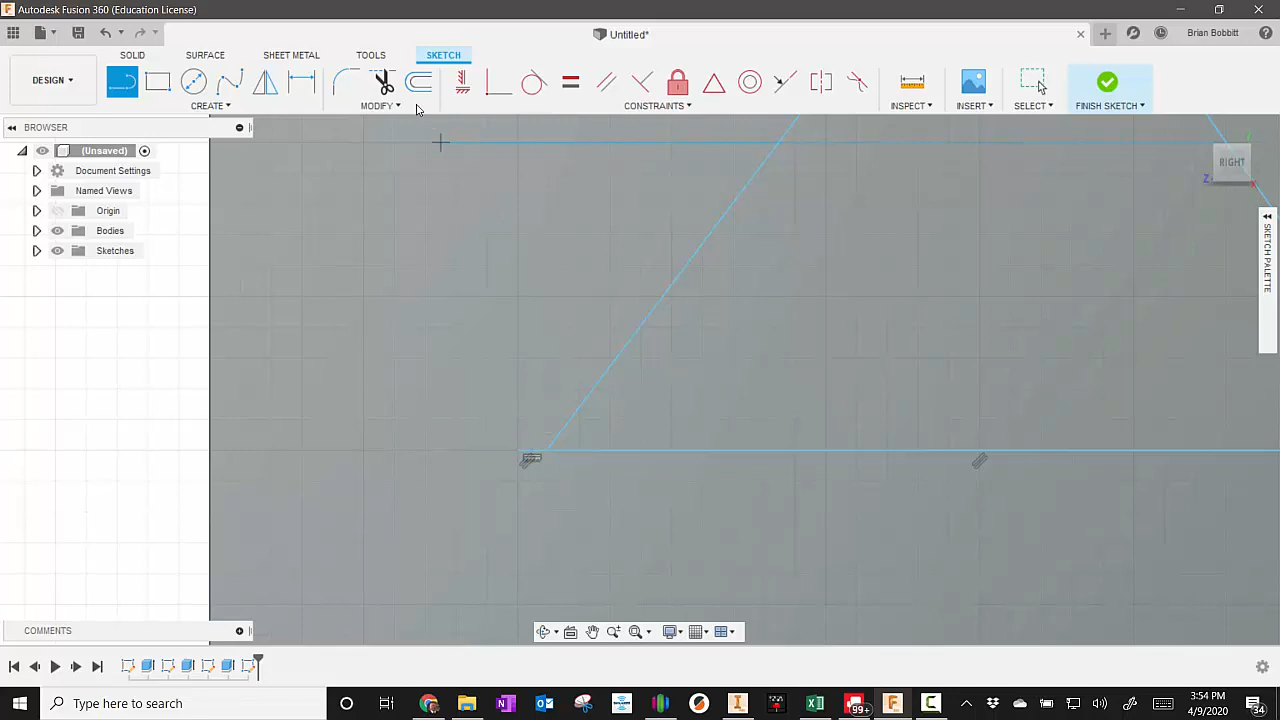 Autodesk Fusion 360 (Education License)
Untitled*
Brian Bobbitt
DESIGN
SOLID
SURFACE
SHEET METAL
TOOLS
SKETCH
CREATE
MODIFY
CONSTRAINTS
INSPECT
INSERT
SELECT
FINISH SKETCH
BROWSER
(Unsaved)
Document Settings
Named Views
Origin
Bodies
Sketches
RIGHT
Z
X
SKETCH PALETTE
COMMENTS
Type here to search
99+
3:54 PM
4/9/2020
34